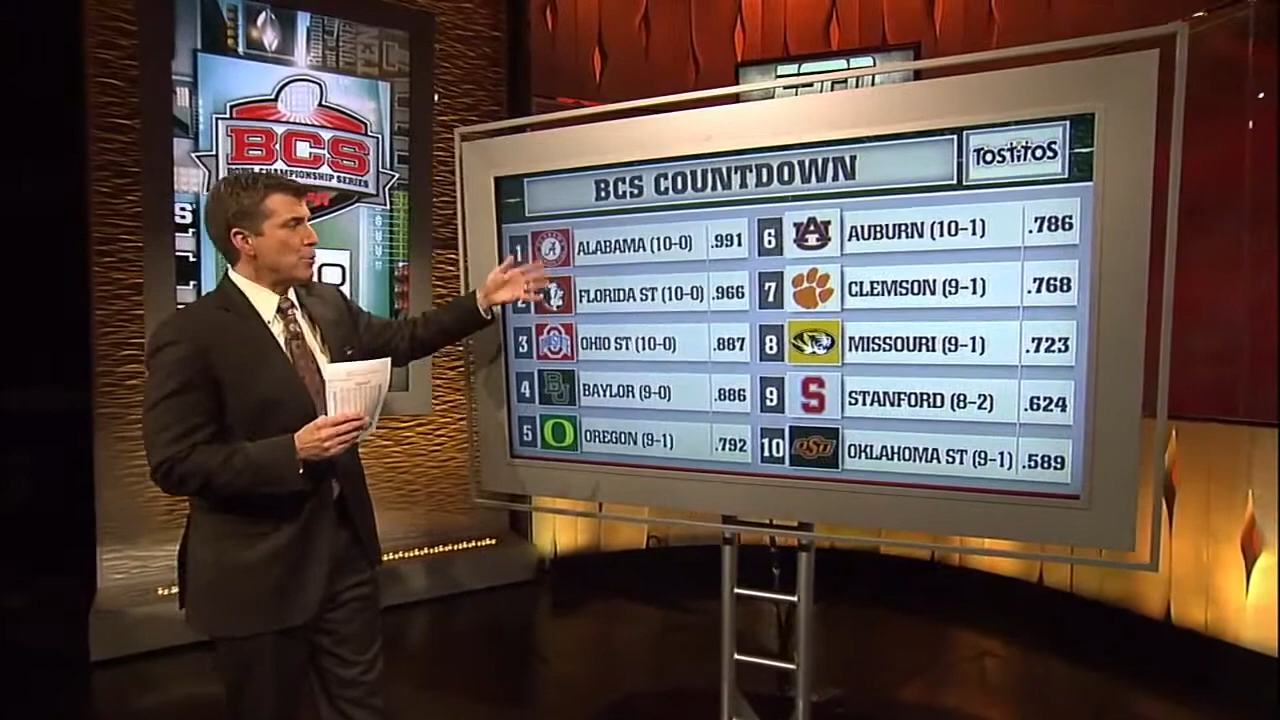 BCS
BOWL CHAMPIONSHIP SERIES
BCS COUNTDOWN
TOSTITOS
1 ALABAMA (10-0) .991
2 FLORIDA ST (10-0) .966
3 OHIO ST (10-0) .887
4 BAYLOR (9-0) .886
5 OREGON (9-1) .792
6 AUBURN (10-1) .786
7 CLEMSON (9-1) .768
8 MISSOURI (9-1) .723
9 STANFORD (8-2) .624
10 OKLAHOMA ST (9-1) .589